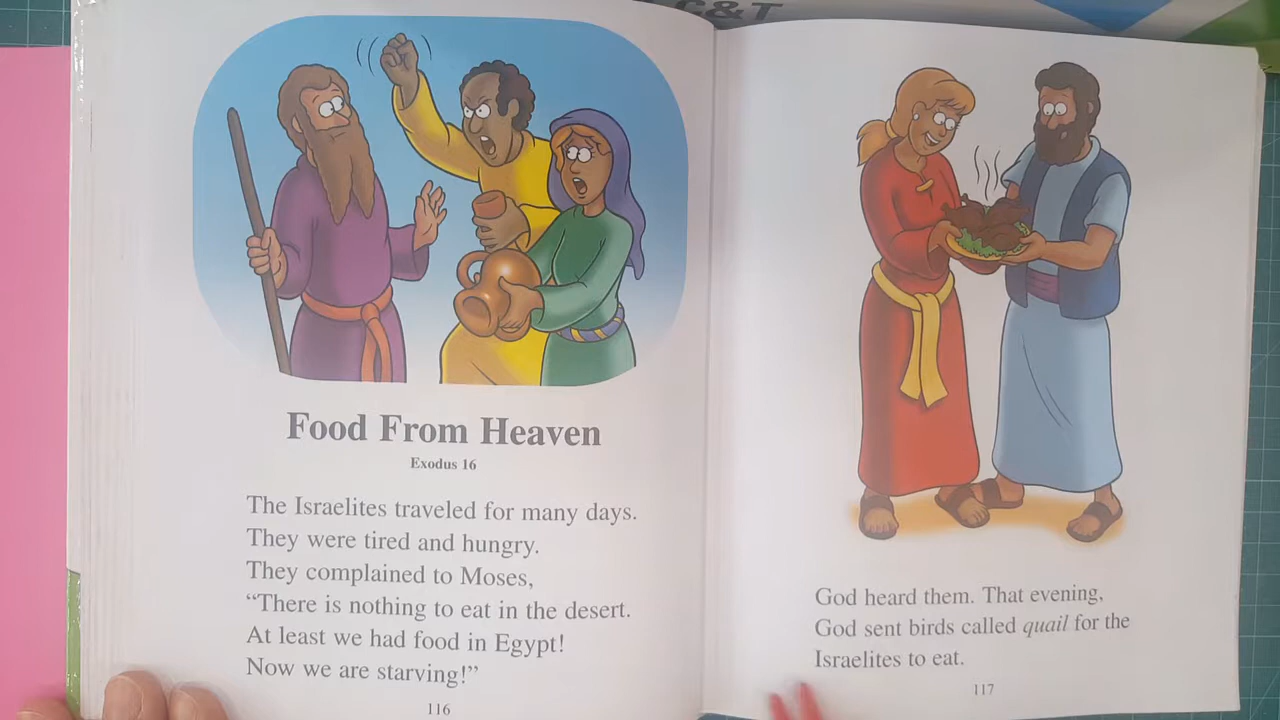 C&T
Food From Heaven
Exodus 16
The Israelites traveled for many days.
They were tired and hungry.
They complained to Moses,
“There is nothing to eat in the desert.
At least we had food in Egypt!
Now we are starving!”
116
God heard them. That evening,
God sent birds called quail for the
Israelites to eat.
117